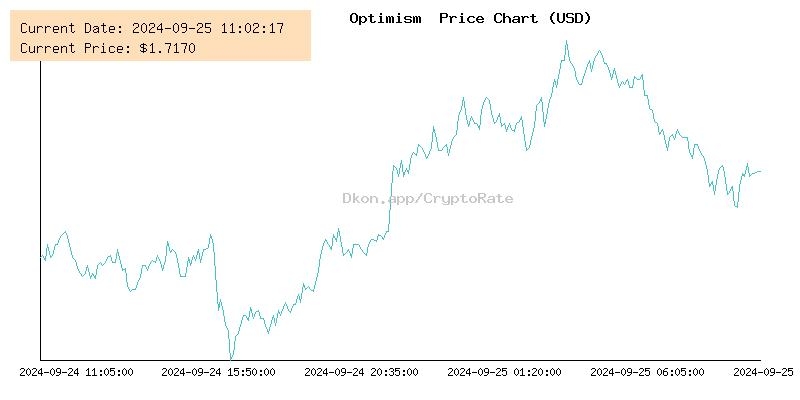 Optimism Price Chart (USD)
Current Date: 2024-09-25 11:02:17
Current Price: $1.7170
Dkon.app/CryptoRate
2024-09-24 11:05:00 2024-09-24 15:50:00 2024-09-24 20:35:00 2024-09-25 01:20:00 2024-09-25 06:05:00 2024-09-25